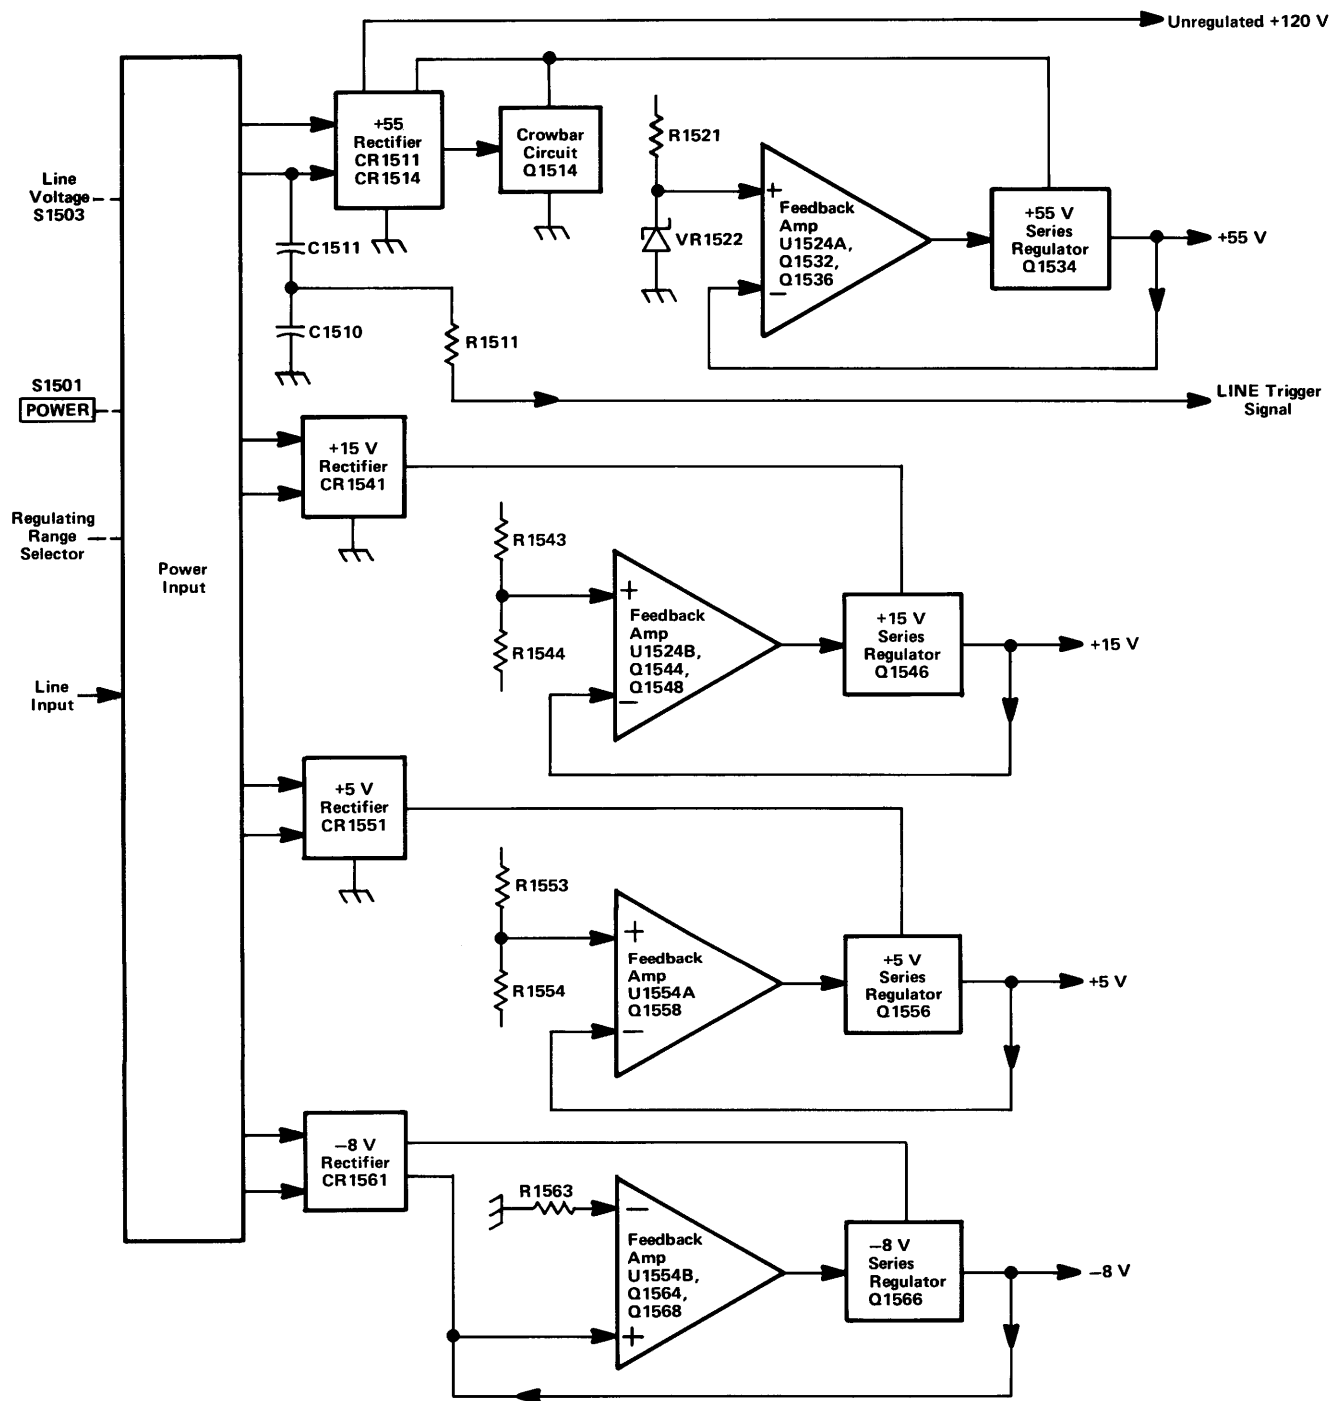 Unregulated +120 V
+55
Rectifier
CR1511
CR1514
Crowbar
Circuit
Q1514
R1521
VR1522
+
Feedback
Amp
U1524A,
Q1532,
Q1536
−
+55 V
Series
Regulator
Q1534
+55 V
Line
Voltage
S1503
C1511
C1510
R1511
LINE Trigger
Signal
S1501
POWER
+15 V
Rectifier
CR1541
Regulating
Range
Selector
Power
Input
R1543
R1544
+
Feedback
Amp
U1524B,
Q1544,
Q1548
−
+15 V
Series
Regulator
Q1546
+15 V
Line
Input
+5 V
Rectifier
CR1551
R1553
R1554
+
Feedback
Amp
U1554A
Q1558
−
+5 V
Series
Regulator
Q1556
+5 V
−8 V
Rectifier
CR1561
R1563
−
Feedback
Amp
U1554B,
Q1564,
Q1568
+
−8 V
Series
Regulator
Q1566
−8 V